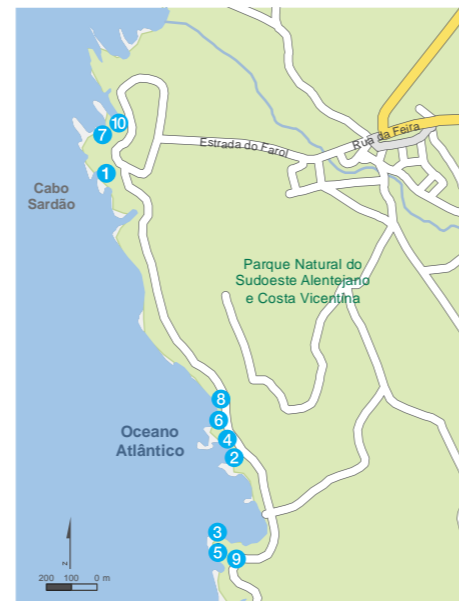 10
7
Estrada do Farol
Rua da Feira
1
Cabo
Sardão
Parque Natural do
Sudoeste Alentejano
e Costa Vicentina
8
6
Oceano
Atlântico
4
2
3
5
9
N
200 100 0 m